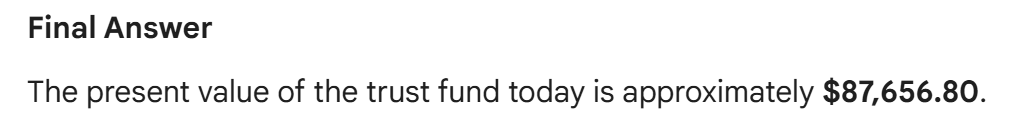 Final Answer
The present value of the trust fund today is approximately $87,656.80.